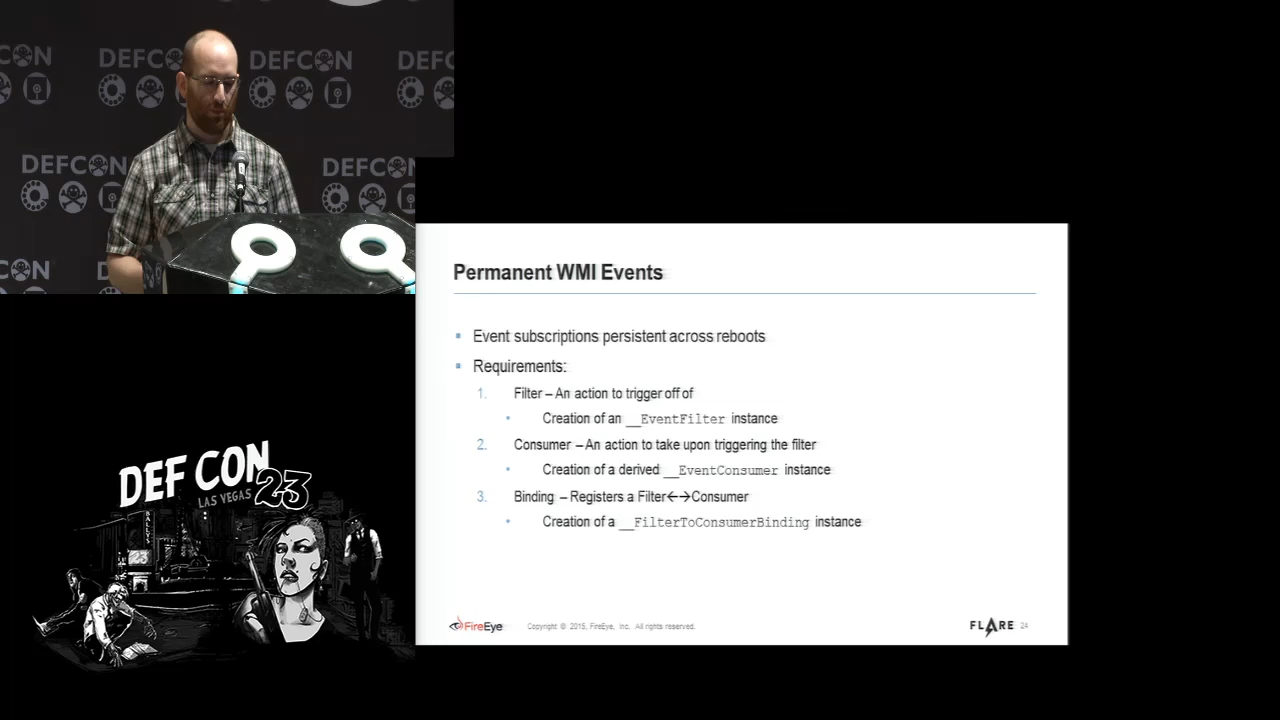 DEFCON
DEFCON
DEFCON
DEFCON
DEF CON 23
LAS VEGAS
BALLYS
Permanent WMI Events
Event subscriptions persistent across reboots
Requirements:
1. Filter – An action to trigger off of
Creation of an __EventFilter instance
2. Consumer – An action to take upon triggering the filter
Creation of a derived __EventConsumer instance
3. Binding – Registers a Filter←→Consumer
Creation of a __FilterToConsumerBinding instance
FireEye
Copyright © 2015, FireEye, Inc. All rights reserved.
FLARE 24